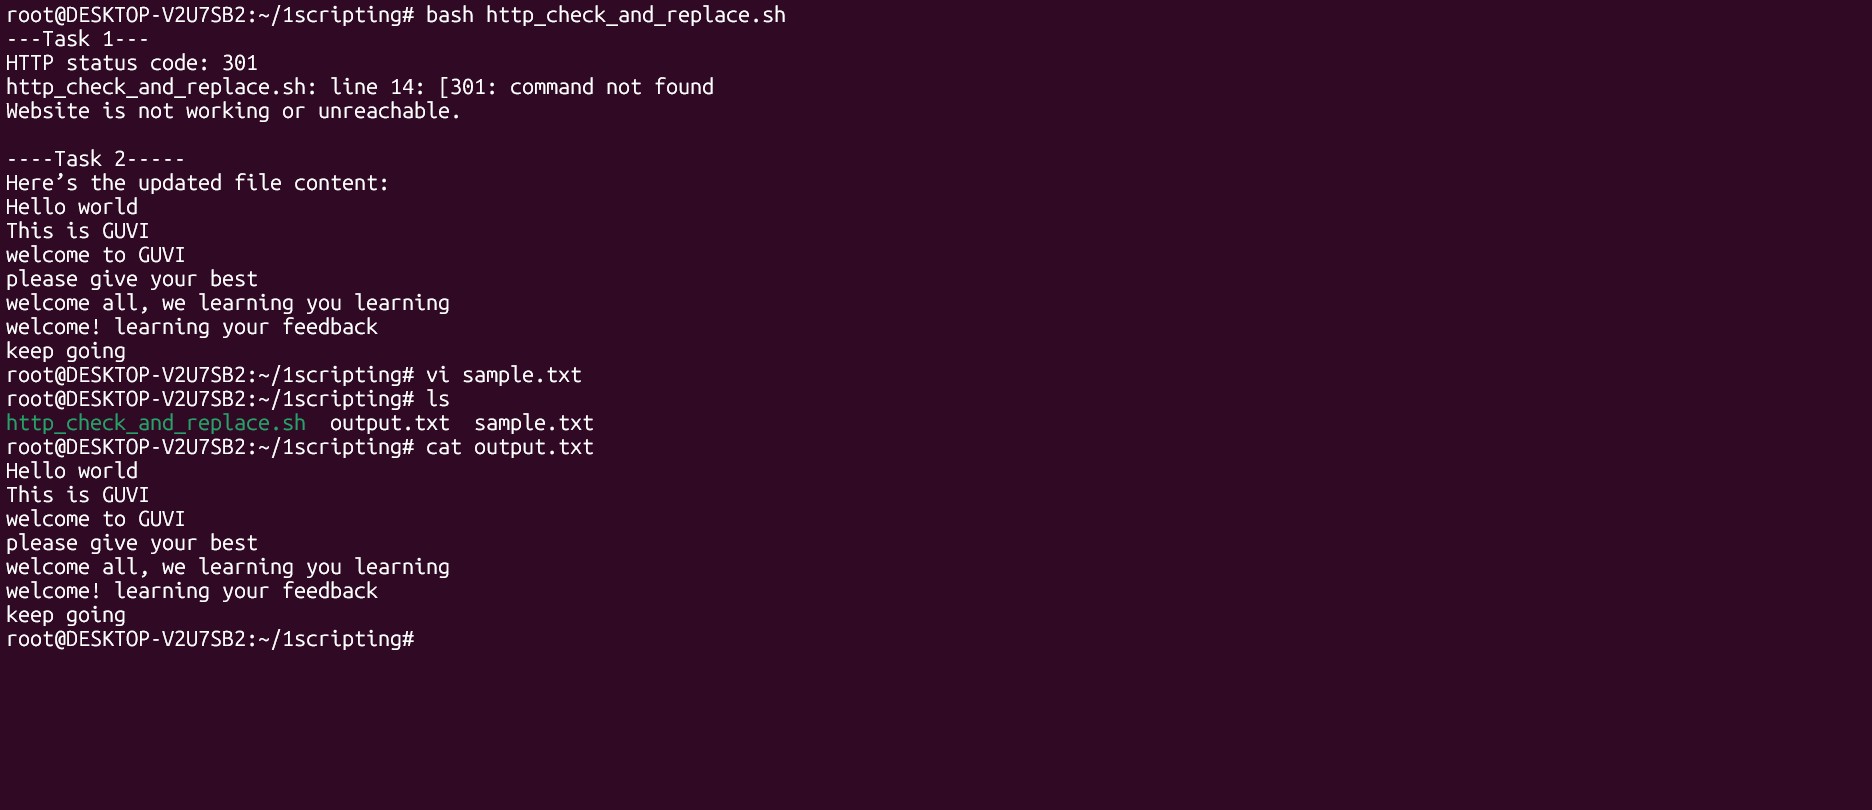 root@DESKTOP-V2U7SB2:~/1scripting# bash http_check_and_replace.sh
---Task 1---
HTTP status code: 301
http_check_and_replace.sh: line 14: [301: command not found
Website is not working or unreachable.
----Task 2-----
Here’s the updated file content:
Hello world
This is GUVI
welcome to GUVI
please give your best
welcome all, we learning you learning
welcome! learning your feedback
keep going
root@DESKTOP-V2U7SB2:~/1scripting# vi sample.txt
root@DESKTOP-V2U7SB2:~/1scripting# ls
http_check_and_replace.sh  output.txt  sample.txt
root@DESKTOP-V2U7SB2:~/1scripting# cat output.txt
Hello world
This is GUVI
welcome to GUVI
please give your best
welcome all, we learning you learning
welcome! learning your feedback
keep going
root@DESKTOP-V2U7SB2:~/1scripting#